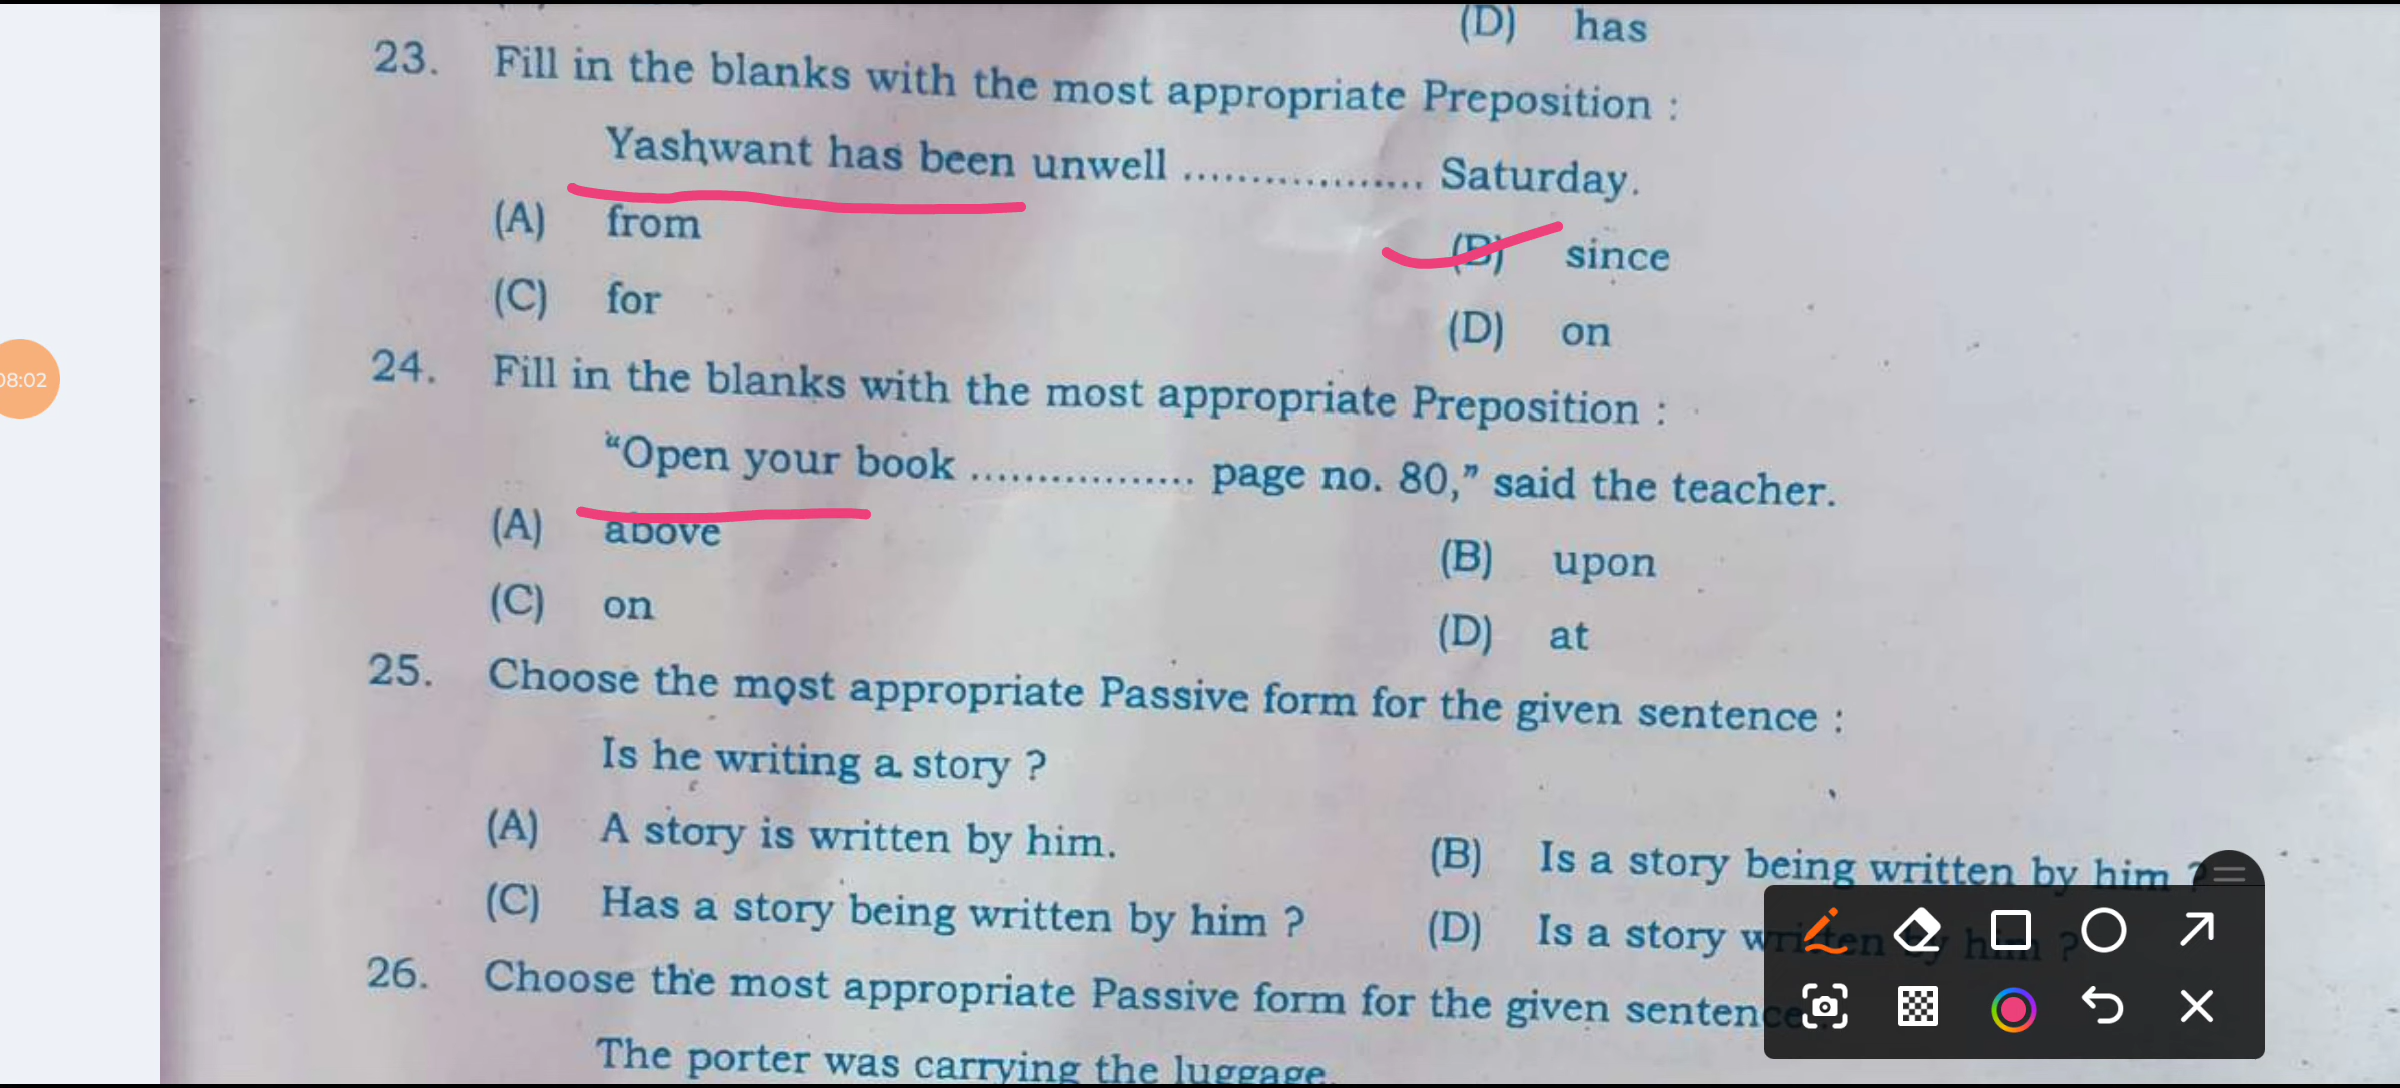 (D) has
23. Fill in the blanks with the most appropriate Preposition :
Yashwant has been unwell .................. Saturday.
(A) from
(B) since
(C) for
(D) on
24. Fill in the blanks with the most appropriate Preposition :
“Open your book ................. page no. 80,” said the teacher.
(A) above
(B) upon
(C) on
(D) at
25. Choose the most appropriate Passive form for the given sentence :
Is he writing a story ?
(A) A story is written by him.
(B) Is a story being written by him ?
(C) Has a story being written by him ?
(D) Is a story written by him ?
26. Choose the most appropriate Passive form for the given sentence :
The porter was carrying the luggage.
08:02